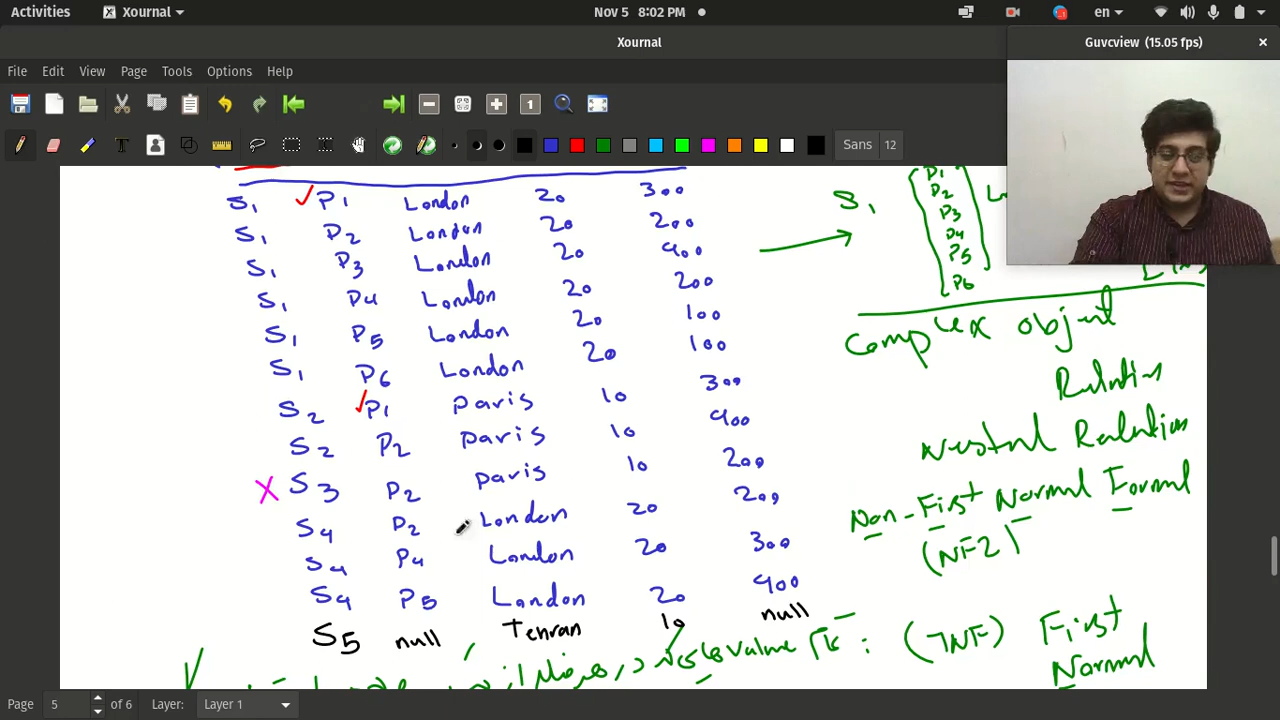 Activities Xournal Nov 5 8:02 PM en
Xournal
Guvcview (15.05 fps)
File Edit View Page Tools Options Help
1
Sans 12
S1 P1 London 20 300
S1 P2 London 20 200
S1 P3 London 20 400
S1 P4 London 20 200
S1 P5 London 20 100
S1 P6 London 20 100
S2 P1 Paris 10 300
S2 P2 Paris 10 400
X S3 P2 Paris 10 200
S4 P2 London 20 200
S4 P4 London 20 300
S4 P5 London 20 400
S5 null Tehran 10 null
S1
P1
P2
P3
P4
P5
P6
Complex object
Relation
Nested Relation
Non-First Normal Formal
(NF2)
value : (1NF) First
Normal
Page 5 of 6 Layer: Layer 1